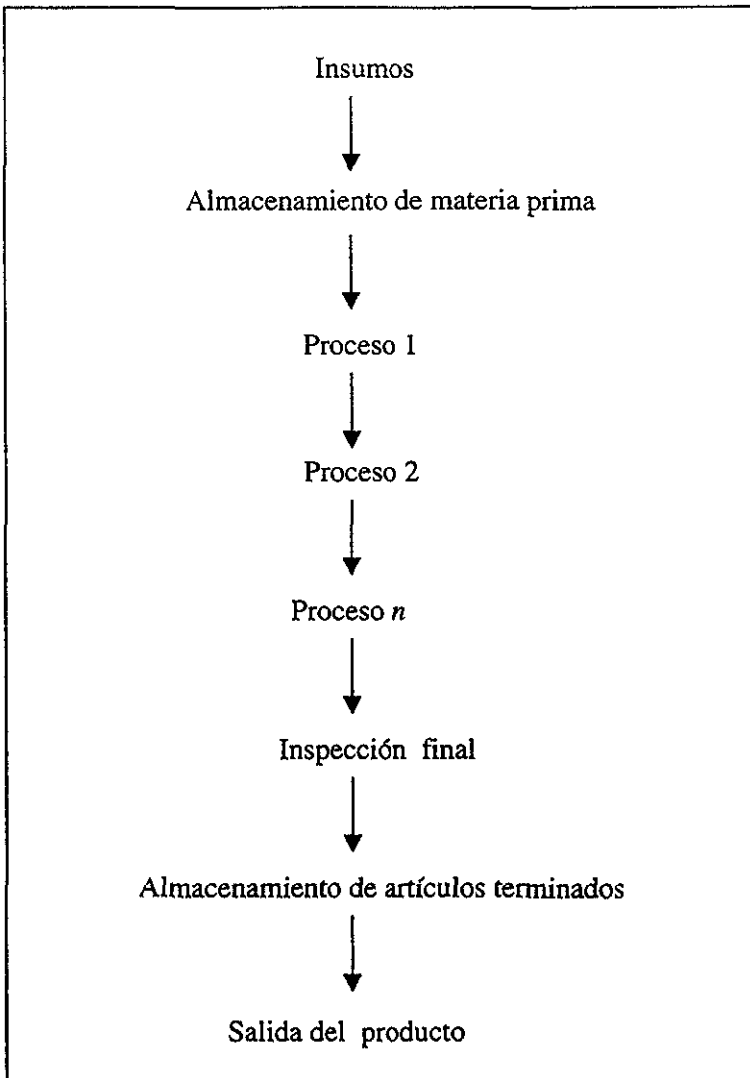 Insumos
Almacenamiento de materia prima
Proceso 1
Proceso 2
Proceso n
Inspección final
Almacenamiento de artículos terminados
Salida del producto